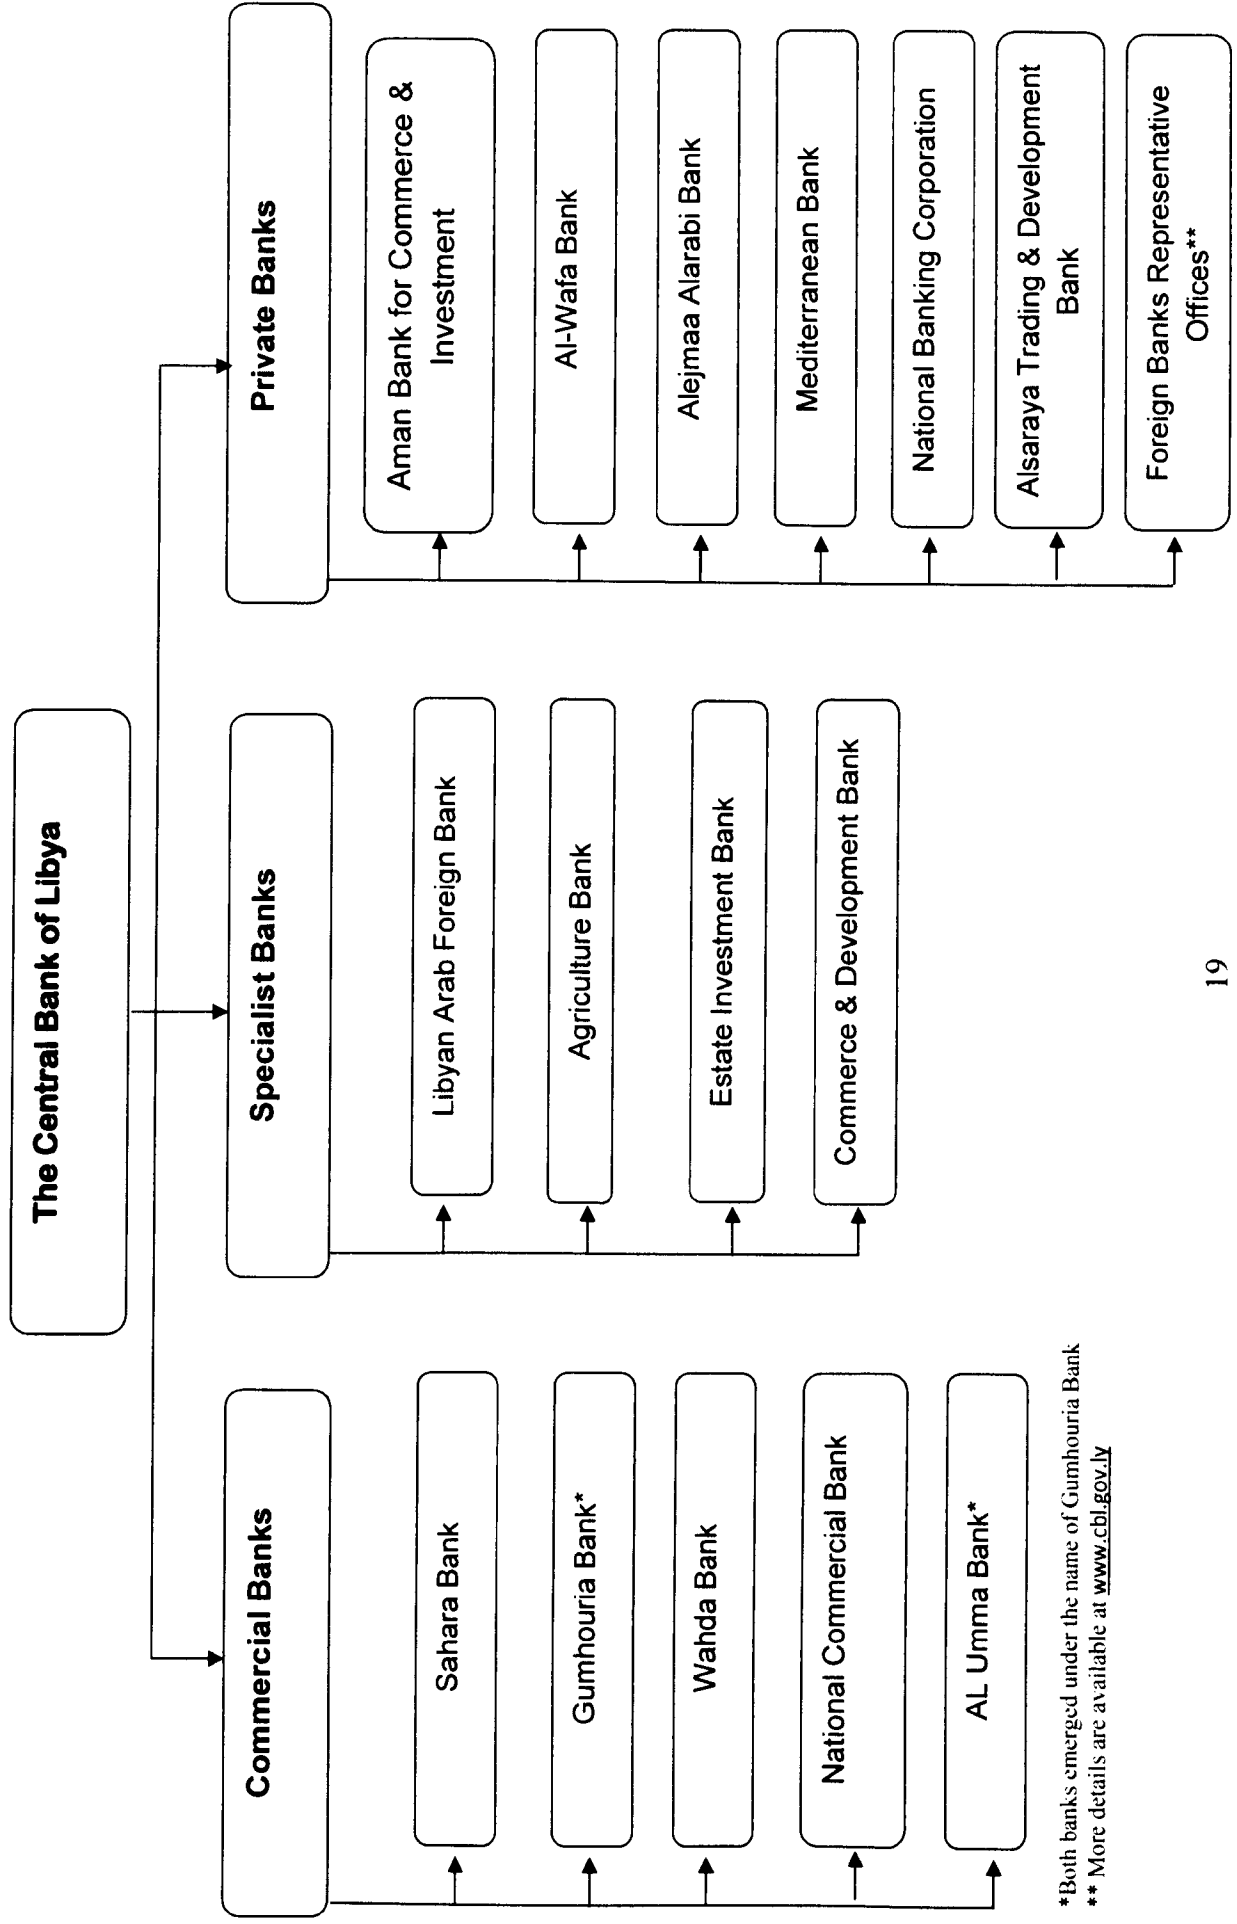 The Central Bank of Libya
Commercial Banks
Sahara Bank
Gumhouria Bank*
Wahda Bank
National Commercial Bank
AL Umma Bank*
Specialist Banks
Libyan Arab Foreign Bank
Agriculture Bank
Estate Investment Bank
Commerce & Development Bank
Private Banks
Aman Bank for Commerce &
Investment
Al-Wafa Bank
Alejmaa Alarabi Bank
Mediterranean Bank
National Banking Corporation
Alsaraya Trading & Development
Bank
Foreign Banks Representative
Offices**
*Both banks emerged under the name of Gumhouria Bank
** More details are available at www.cbl.gov.ly
19